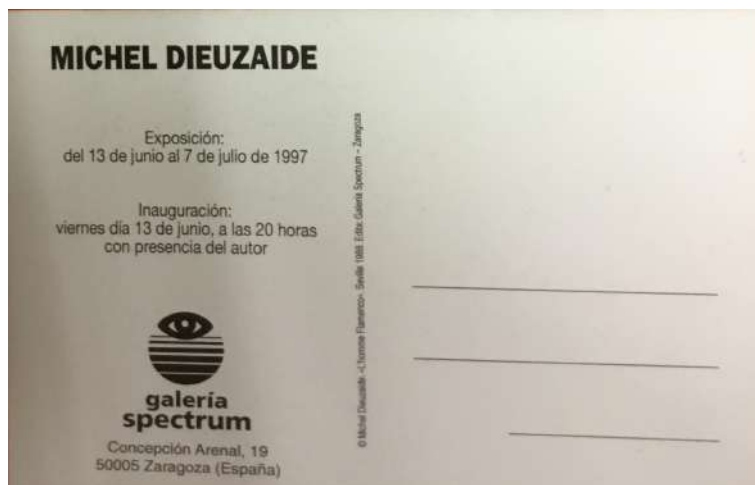 MICHEL DIEUZAIDE
Exposición:
del 13 de junio al 7 de julio de 1997
Inauguración:
viernes día 13 de junio, a las 20 horas
con presencia del autor
galería
spectrum
Concepción Arenal, 19
50005 Zaragoza (España)
© Michel Dieuzaide. «L'homme Flamenco». Seville 1988. Edita: Galería Spectrum - Zaragoza